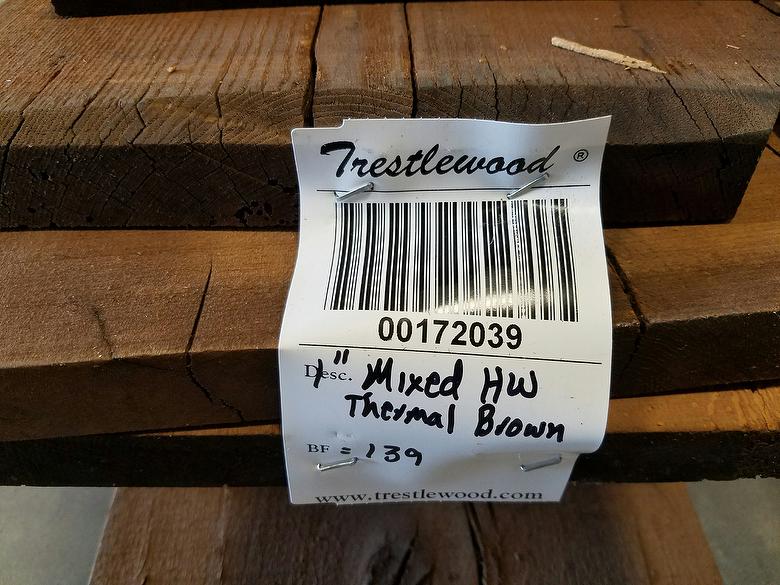 Trestlewood ®
00172039
Desc. 1" Mixed HW
Thermal Brown
BF = 139
www.trestlewood.com